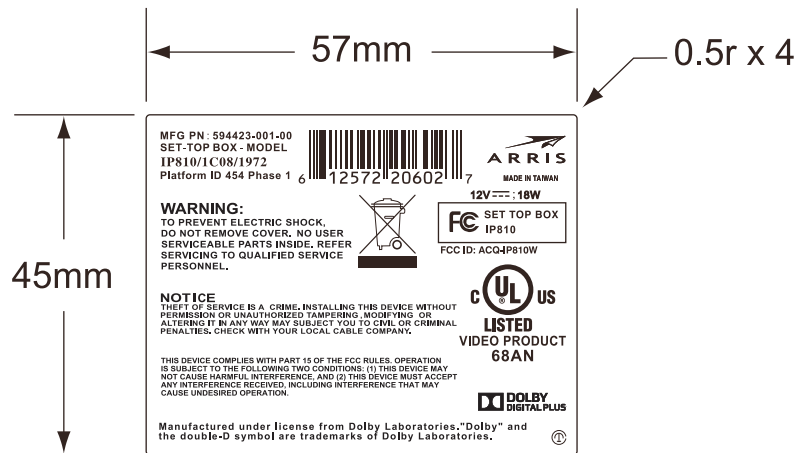 57mm
0.5r x 4
45mm
MFG PN: 594423-001-00
SET-TOP BOX - MODEL
IP810/1C08/1972
Platform ID 454 Phase 1
6 12572 20602 7
ARRIS
MADE IN TAIWAN
12V ; 18W
FC SET TOP BOX
IP810
FCC ID: ACQ-IP810W
WARNING:
TO PREVENT ELECTRIC SHOCK,
DO NOT REMOVE COVER. NO USER
SERVICEABLE PARTS INSIDE. REFER
SERVICING TO QUALIFIED SERVICE
PERSONNEL.
C UL US
®
LISTED
VIDEO PRODUCT
68AN
NOTICE
THEFT OF SERVICE IS A CRIME. INSTALLING THIS DEVICE WITHOUT
PERMISSION OR UNAUTHORIZED TAMPERING, MODIFYING OR
ALTERING IT IN ANY WAY MAY SUBJECT YOU TO CIVIL OR CRIMINAL
PENALTIES. CHECK WITH YOUR LOCAL CABLE COMPANY.
THIS DEVICE COMPLIES WITH PART 15 OF THE FCC RULES. OPERATION
IS SUBJECT TO THE FOLLOWING TWO CONDITIONS: (1) THIS DEVICE MAY
NOT CAUSE HARMFUL INTERFERENCE, AND (2) THIS DEVICE MUST ACCEPT
ANY INTERFERENCE RECEIVED, INCLUDING INTERFERENCE THAT MAY
CAUSE UNDESIRED OPERATION.
DOLBY
DIGITAL PLUS
Manufactured under license from Dolby Laboratories."Dolby" and
the double-D symbol are trademarks of Dolby Laboratories.
T